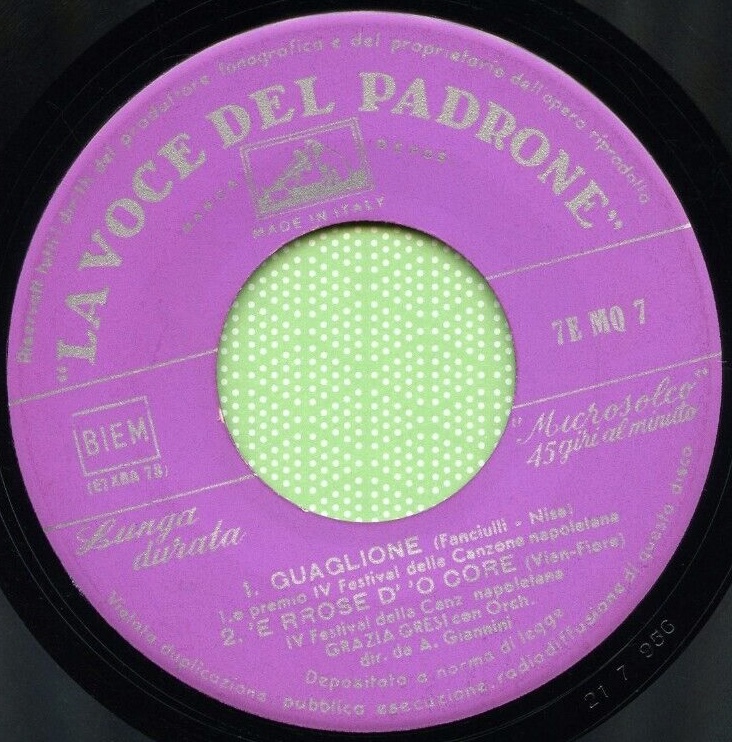 Riservati tutti i diritti del produttore fonografico e del proprietario dell'opera riprodotta
"LA VOCE DEL PADRONE"
MARCA DEPOS.
MADE IN ITALY
7E MQ 7
BIEM
"Microsolco"
45 giri al minuto
Lunga
durata
1. GUAGLIONE (Fanciulli - Nisa)
1.o premio IV Festival della Canzone napoletana
2. 'E RROSE D' 'O CORE (Vian-Fiore)
IV Festival della Canz napoletana
GRAZIA GRESI con Orch.
dir. da A. Giannini
Depositato a norma di legge
Vietata duplicazione, pubblica esecuzione, radiodiffusione di questo disco
21 7 956